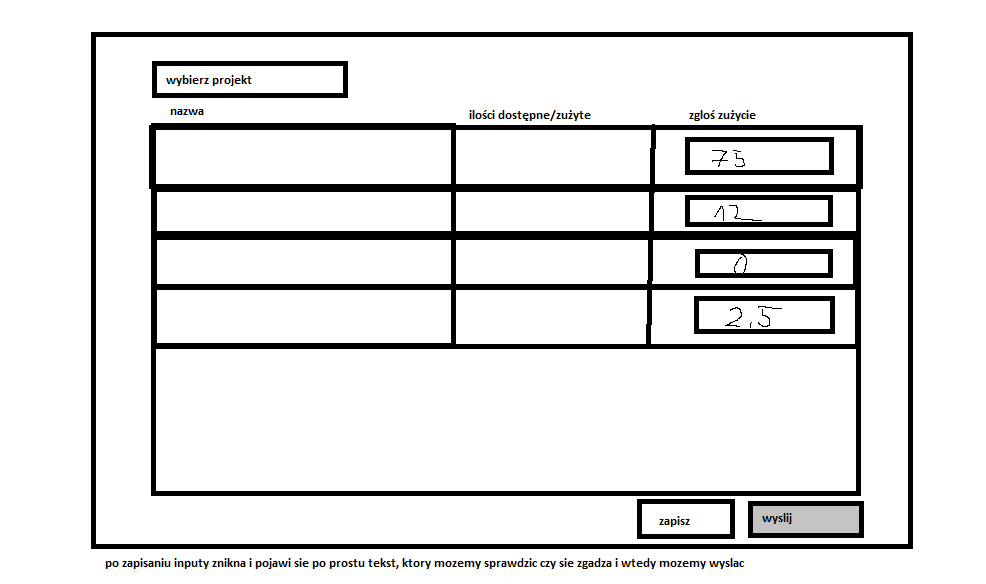 wybierz projekt
nazwa ilości dostępne/zużyte zgłoś zużycie
75
12
0
2,5
zapisz wyslij
po zapisaniu inputy znikna i pojawi sie po prostu tekst, ktory mozemy sprawdzic czy sie zgadza i wtedy mozemy wyslac